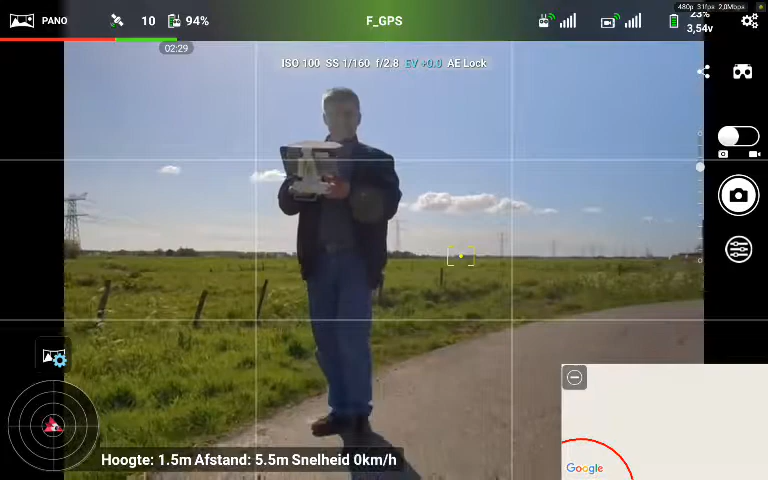 480p 31fps 2,0Mbps
PANO 10 94% F_GPS 23%
3,54v
02:29
ISO 100 SS 1/160 f/2.8 EV +0.0 AE Lock
Hoogte: 1.5m Afstand: 5.5m Snelheid 0km/h
Google